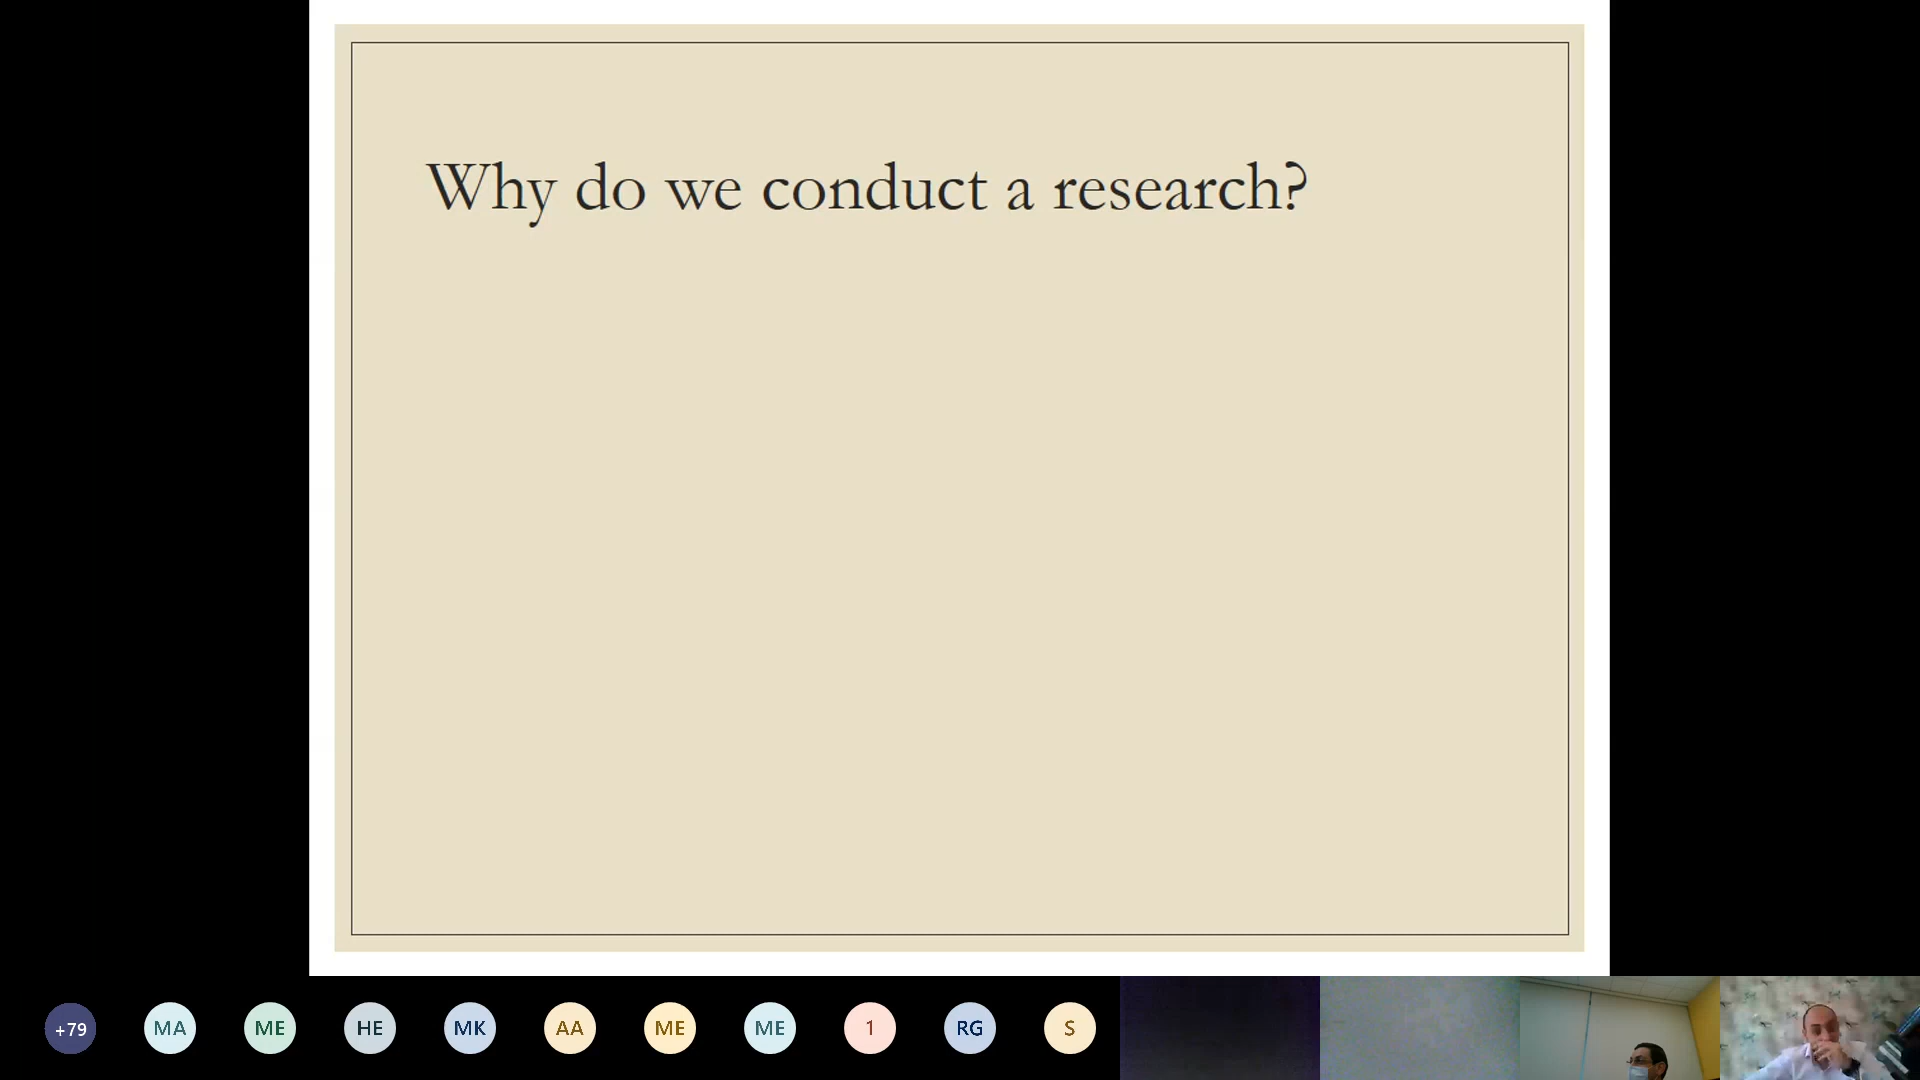 Why do we conduct a research?
+79
MA
ME
HE
MK
AA
ME
ME
1
RG
S